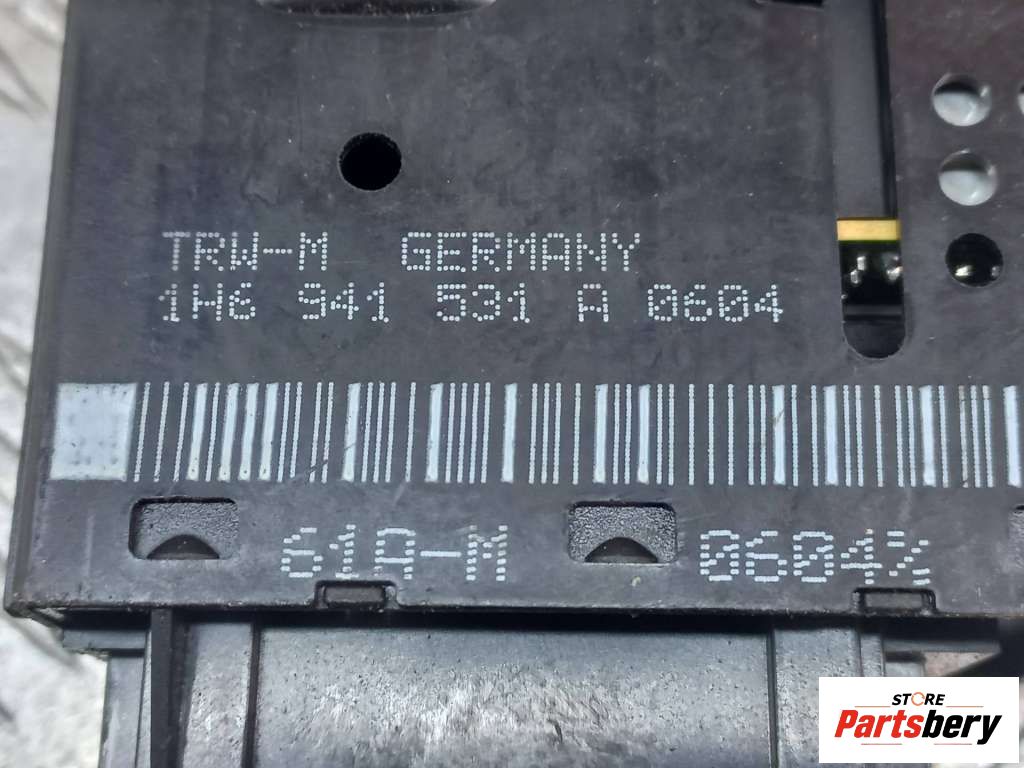 TRW-M GERMANY
1H6 941 531 A 0604
61A-M 0604%
STORE
Partsbery